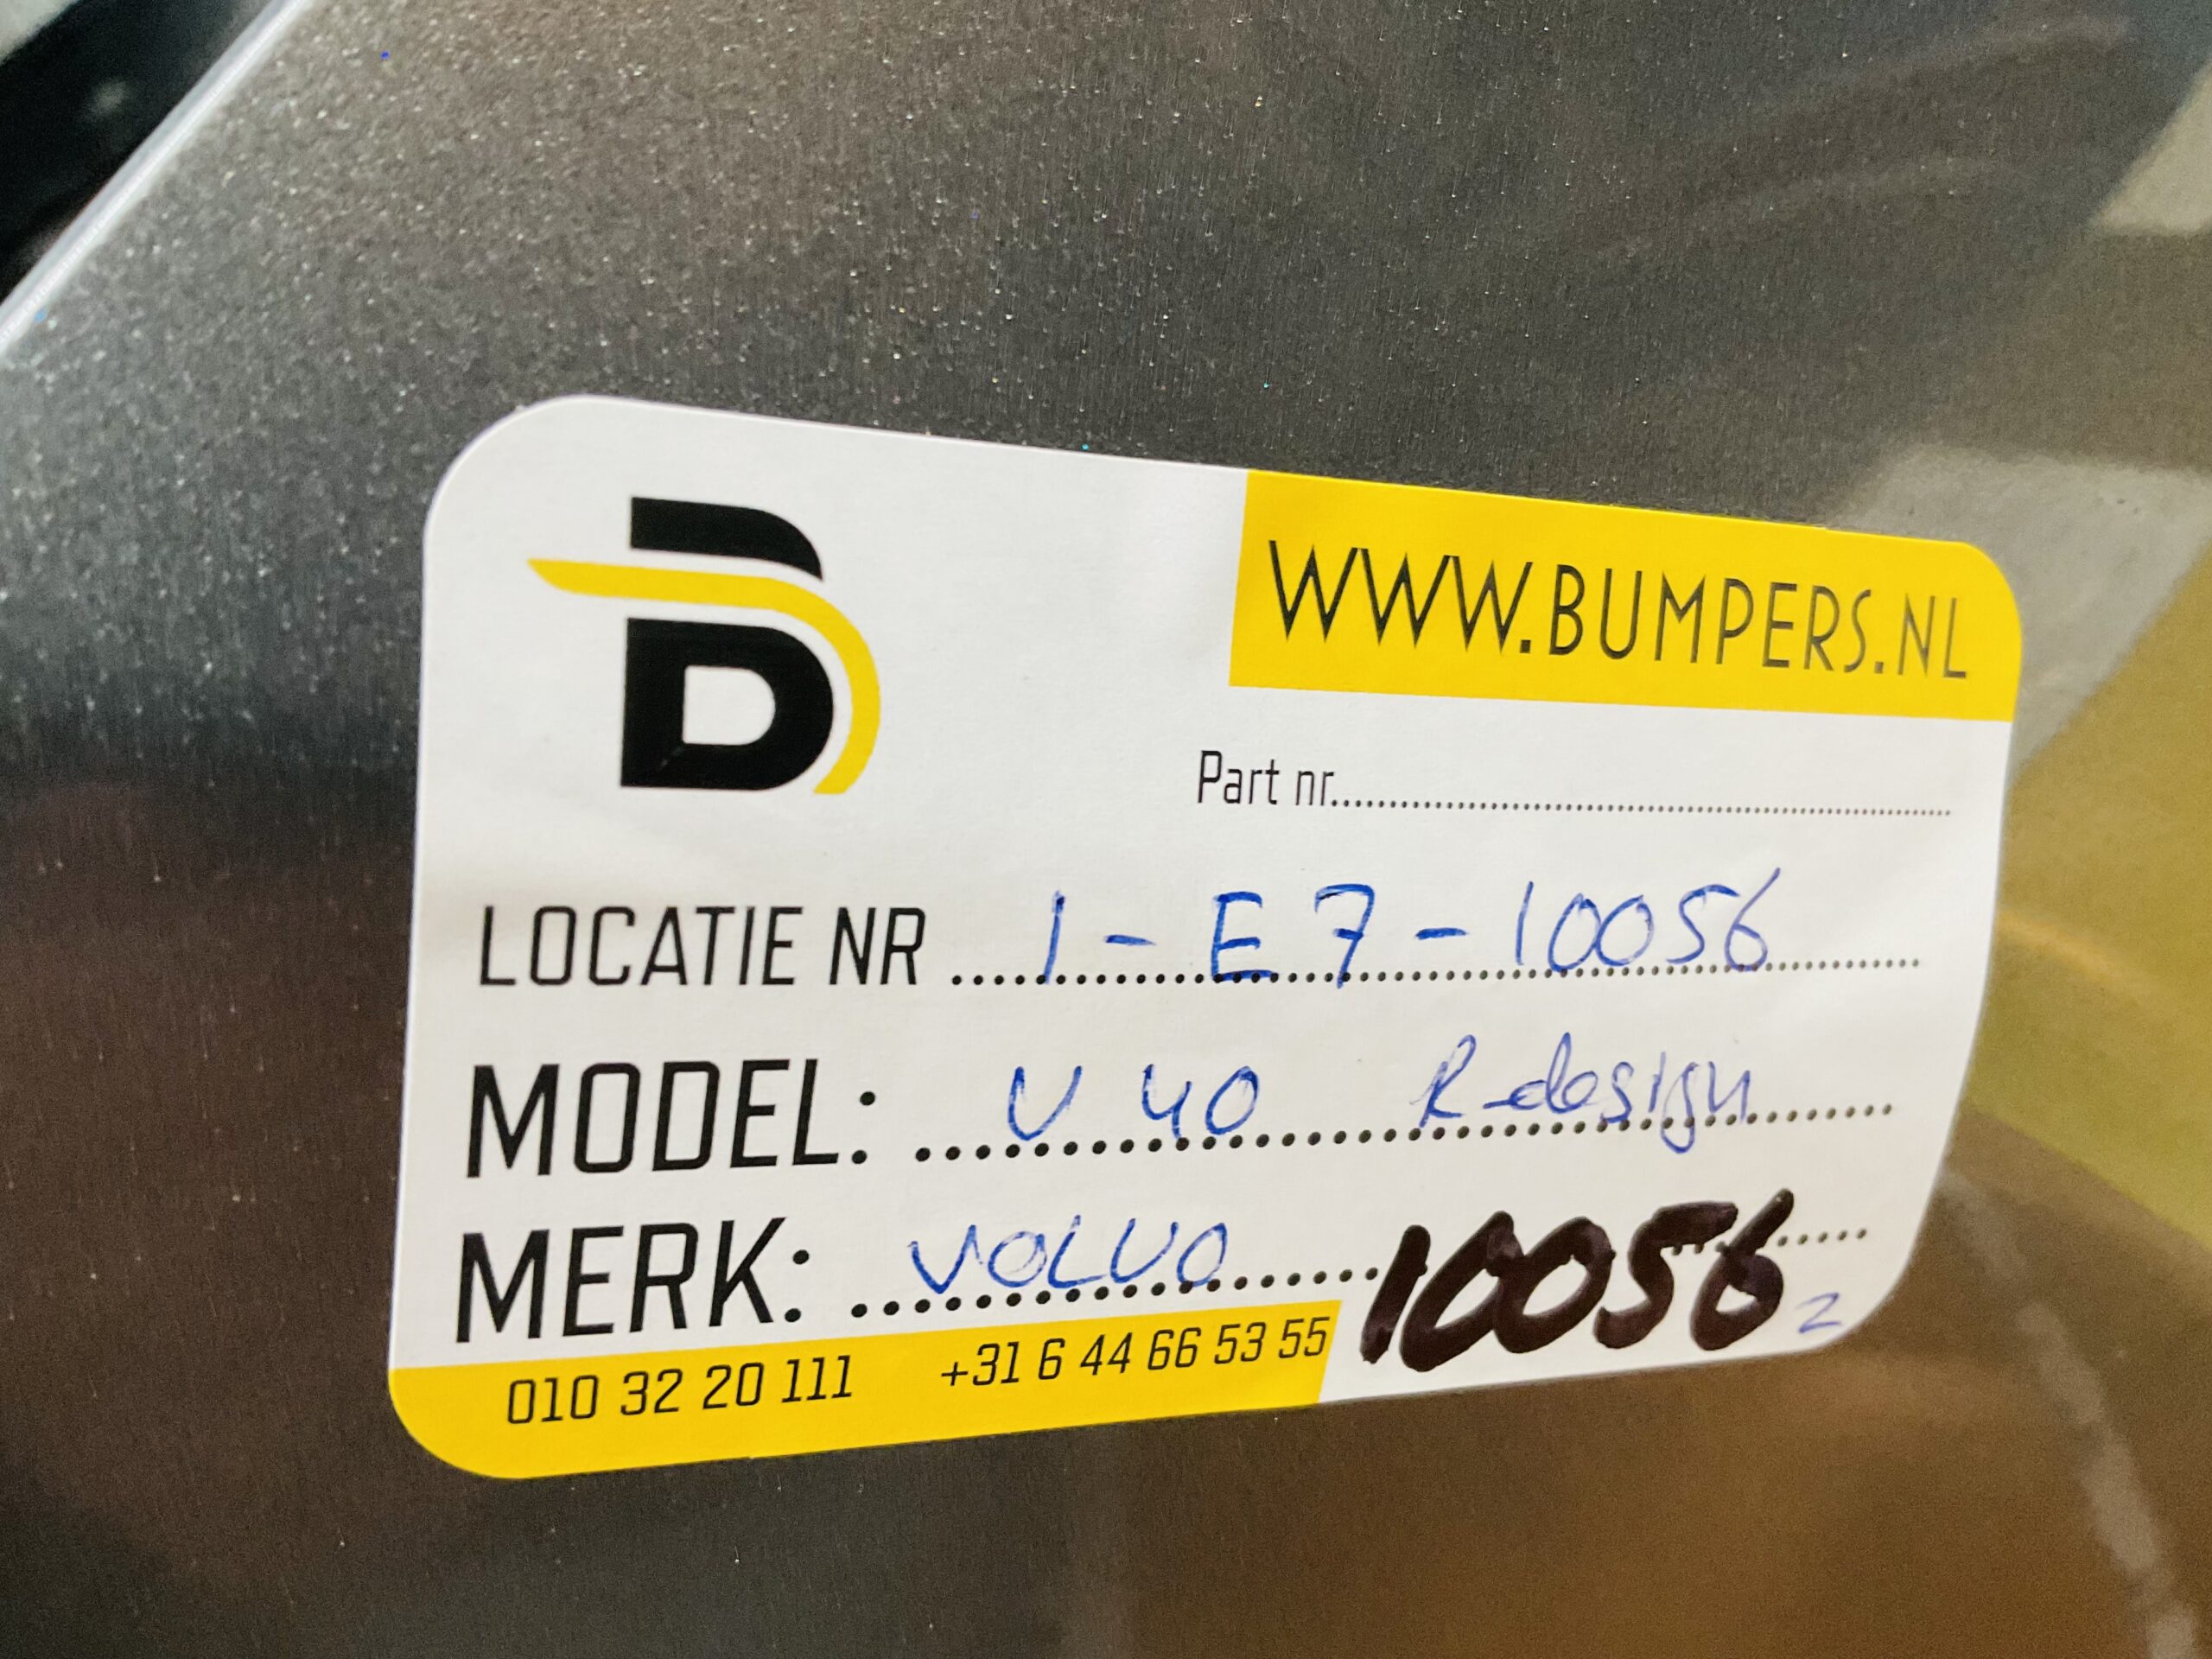 B
WWW.BUMPERS.NL
Part nr
LOCATIE NR 1-E7-10056
MODEL: V 40 R-design
MERK: VOLVO
10056 2
010 32 20 111 +31 6 44 66 53 55